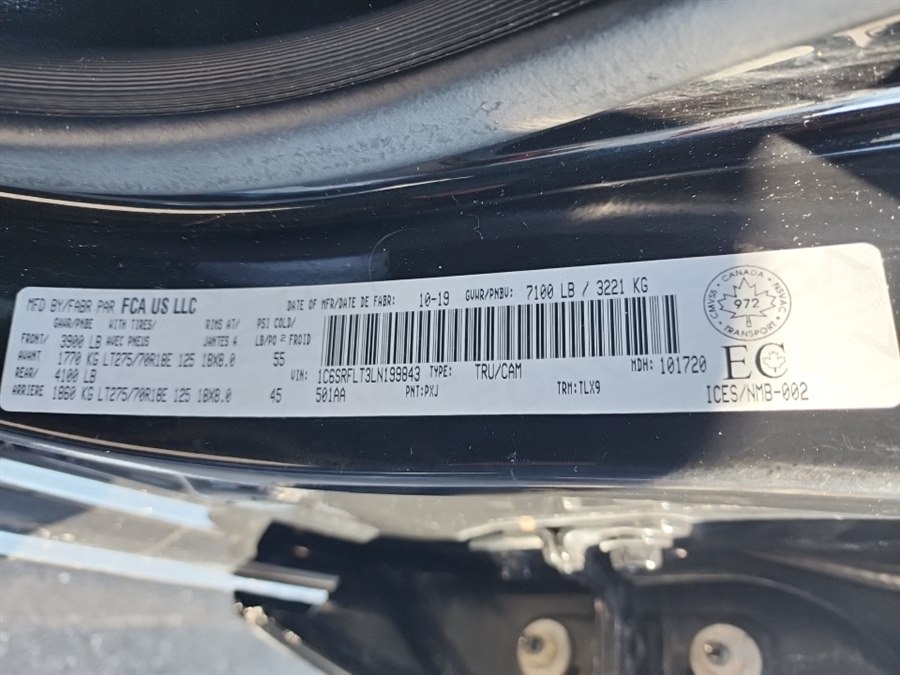 MFD BY/FABR PAR FCA US LLC DATE OF MFR/DATE DE FABR: 10-19 GVWR/PNBV: 7100 LB / 3221 KG
GAWR/PNBE WITH TIRES/ RIMS AT/ PSI COLD/
FRONT/ 3900 LB AVEC PNEUS JANTES A LB/PO² FROID
AVANT 1770 KG LT275/70R18E 125 18X8.0 55
REAR/ 4100 LB
ARRIERE 1860 KG LT275/70R18E 125 18X8.0 45
VIN: 1C6SRFLT3LN199843 TYPE: TRU/CAM MDH: 101720
501AA PNT:PXJ TRM:TLX9
CANADA
CMVSS 972 NSVAC
TRANSPORT
EC
ICES/NMB-002